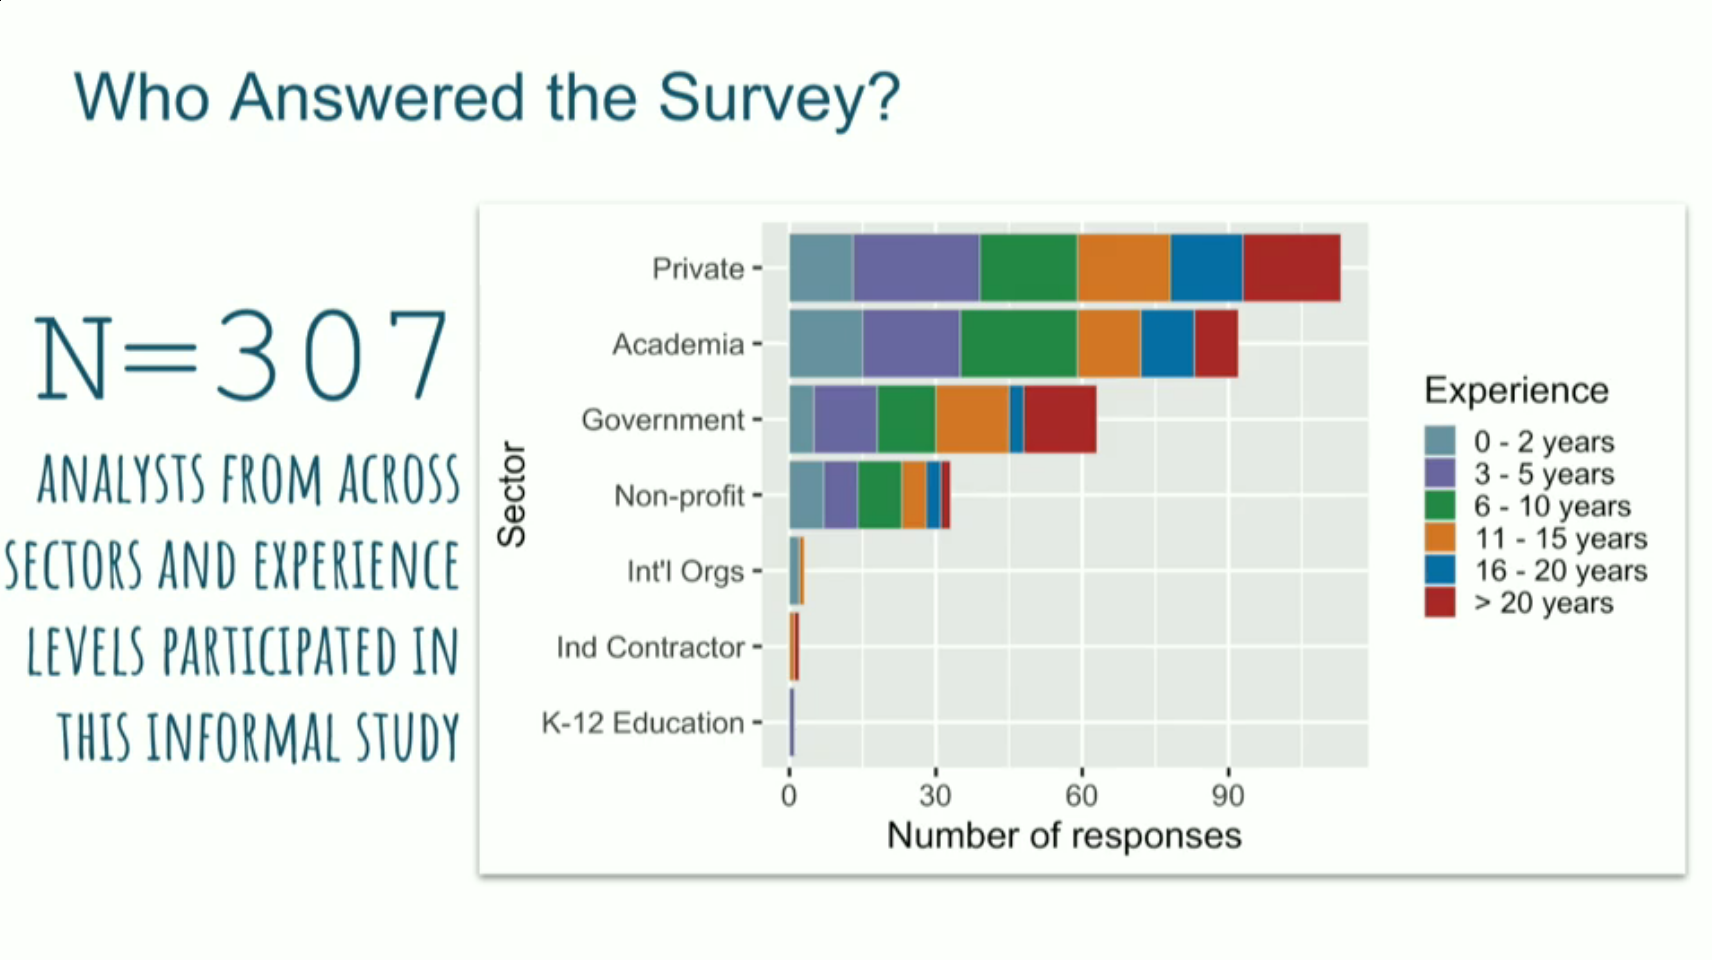 Who Answered the Survey?
N=307
ANALYSTS FROM ACROSS
SECTORS AND EXPERIENCE
LEVELS PARTICIPATED IN
THIS INFORMAL STUDY
Sector
Private
Academia
Government
Non-profit
Int'l Orgs
Ind Contractor
K-12 Education
0 30 60 90
Number of responses
Experience
0 - 2 years
3 - 5 years
6 - 10 years
11 - 15 years
16 - 20 years
> 20 years